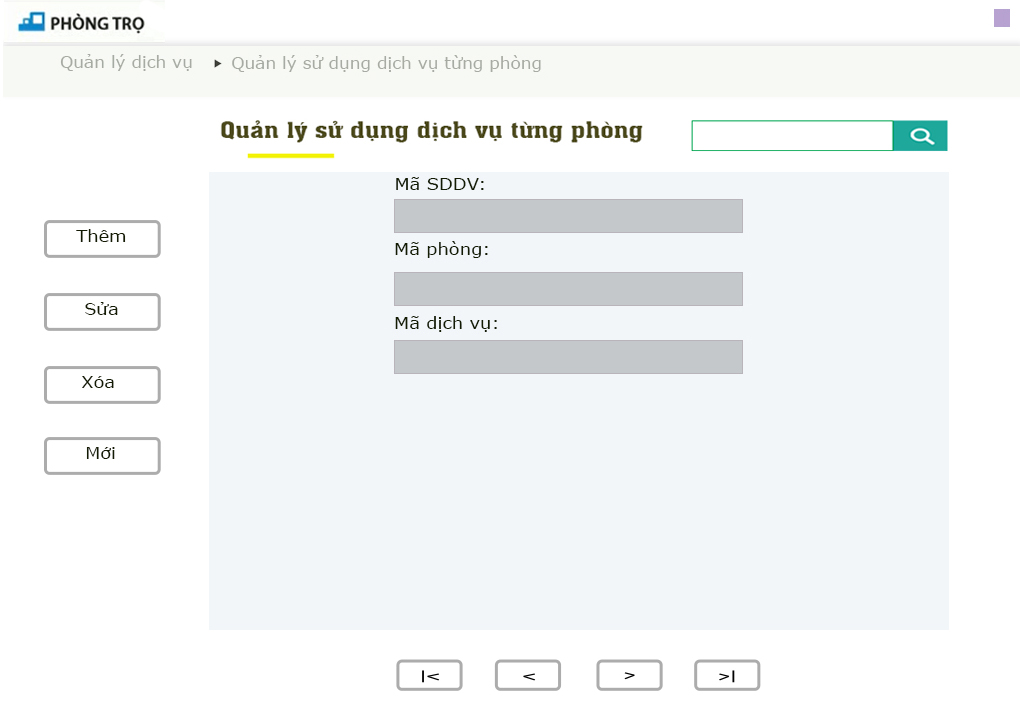 PHÒNG TRỌ
Quản lý dịch vụ Quản lý sử dụng dịch vụ từng phòng
Quản lý sử dụng dịch vụ từng phòng
Mã SDDV:
Mã phòng:
Mã dịch vụ:
Thêm
Sửa
Xóa
Mới
|< < > >|